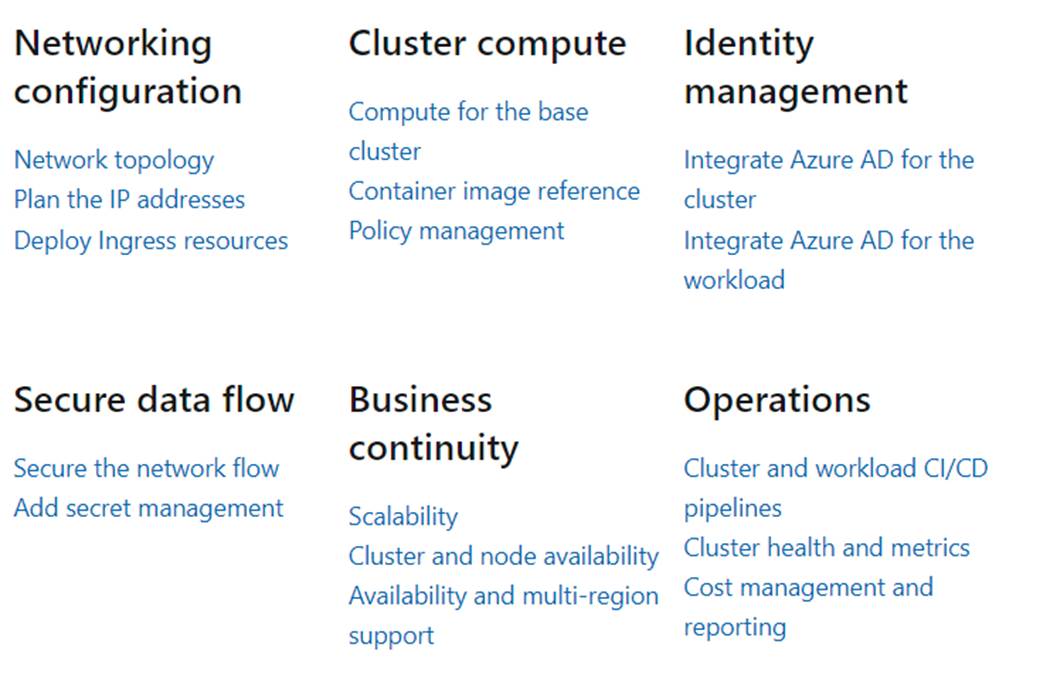 Networking
configuration
Network topology
Plan the IP addresses
Deploy Ingress resources
Cluster compute
Compute for the base
cluster
Container image reference
Policy management
Identity
management
Integrate Azure AD for the
cluster
Integrate Azure AD for the
workload
Secure data flow
Secure the network flow
Add secret management
Business
continuity
Scalability
Cluster and node availability
Availability and multi-region
support
Operations
Cluster and workload CI/CD
pipelines
Cluster health and metrics
Cost management and
reporting